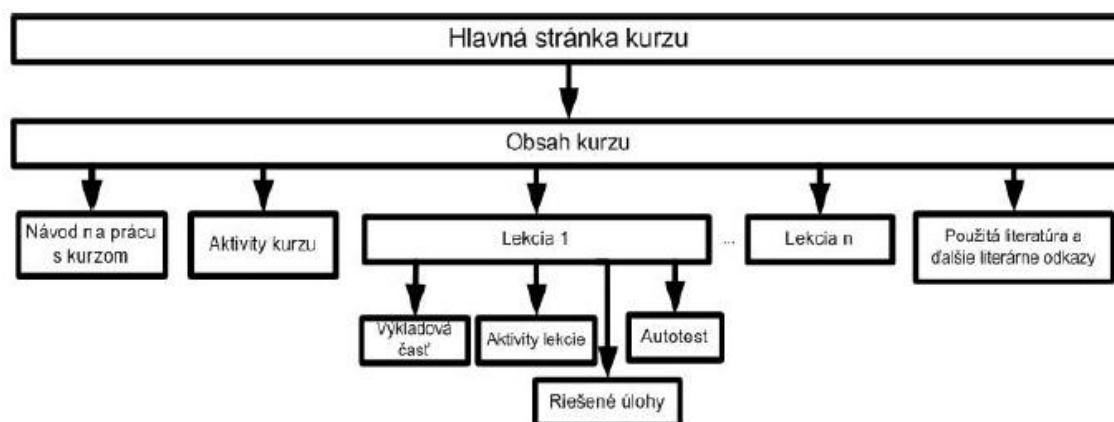 Hlavná stránka kurzu
Obsah kurzu
Návod na prácu
s kurzom
Aktivity kurzu
Lekcia 1
...
Lekcia n
Použitá literatúra a
ďalšie literárne odkazy
Výkladová
časť
Aktivity lekcie
Autotest
Riešené úlohy